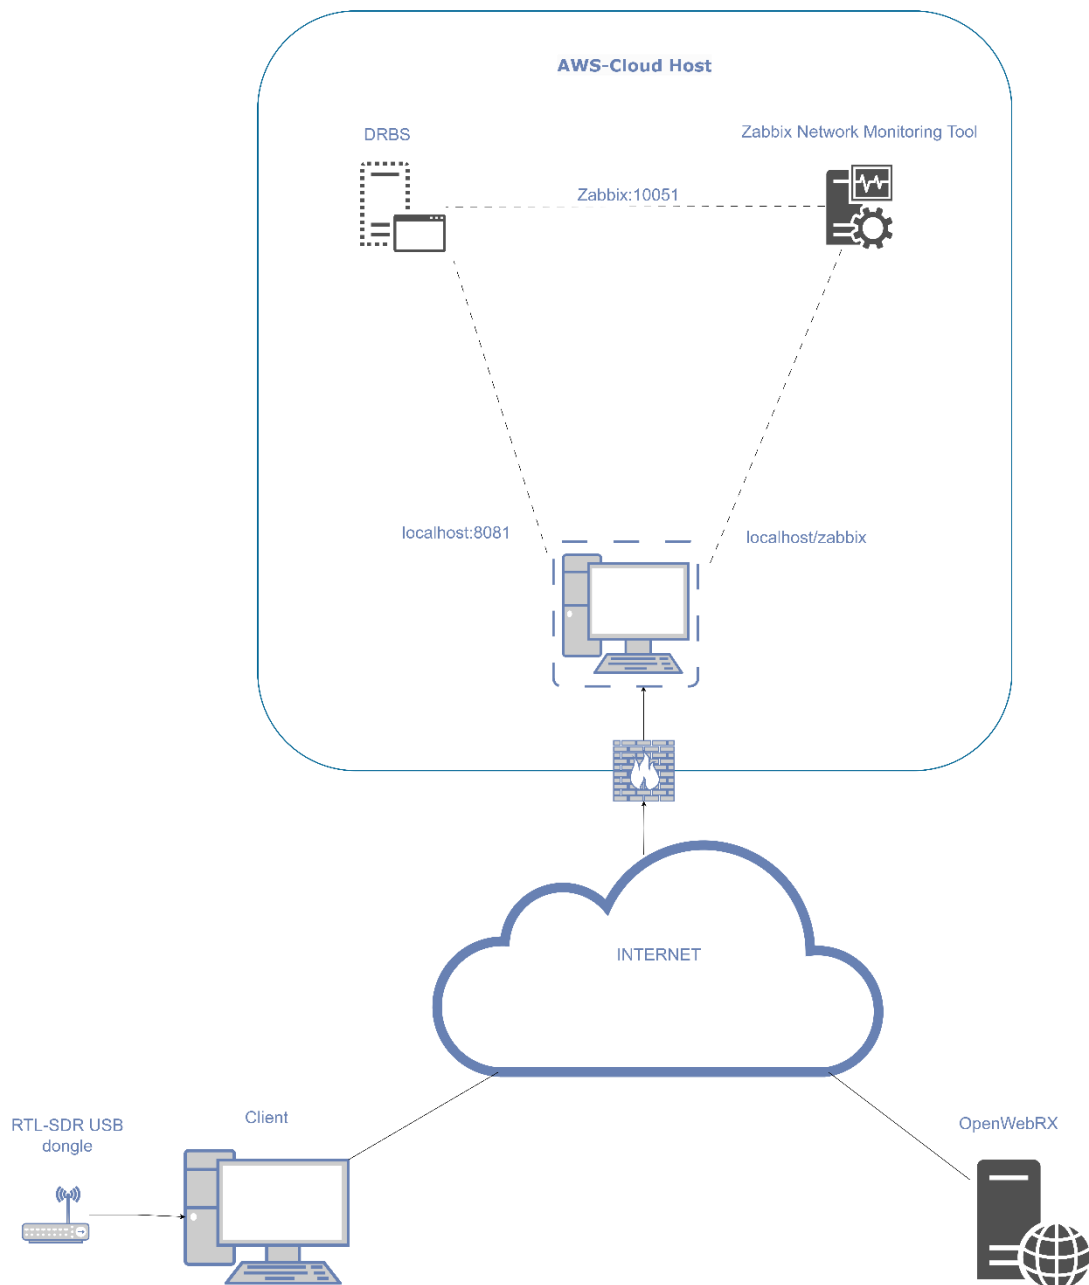 AWS-Cloud Host
DRBS
Zabbix Network Monitoring Tool
Zabbix:10051
localhost:8081
localhost/zabbix
INTERNET
Client
RTL-SDR USB
dongle
OpenWebRX